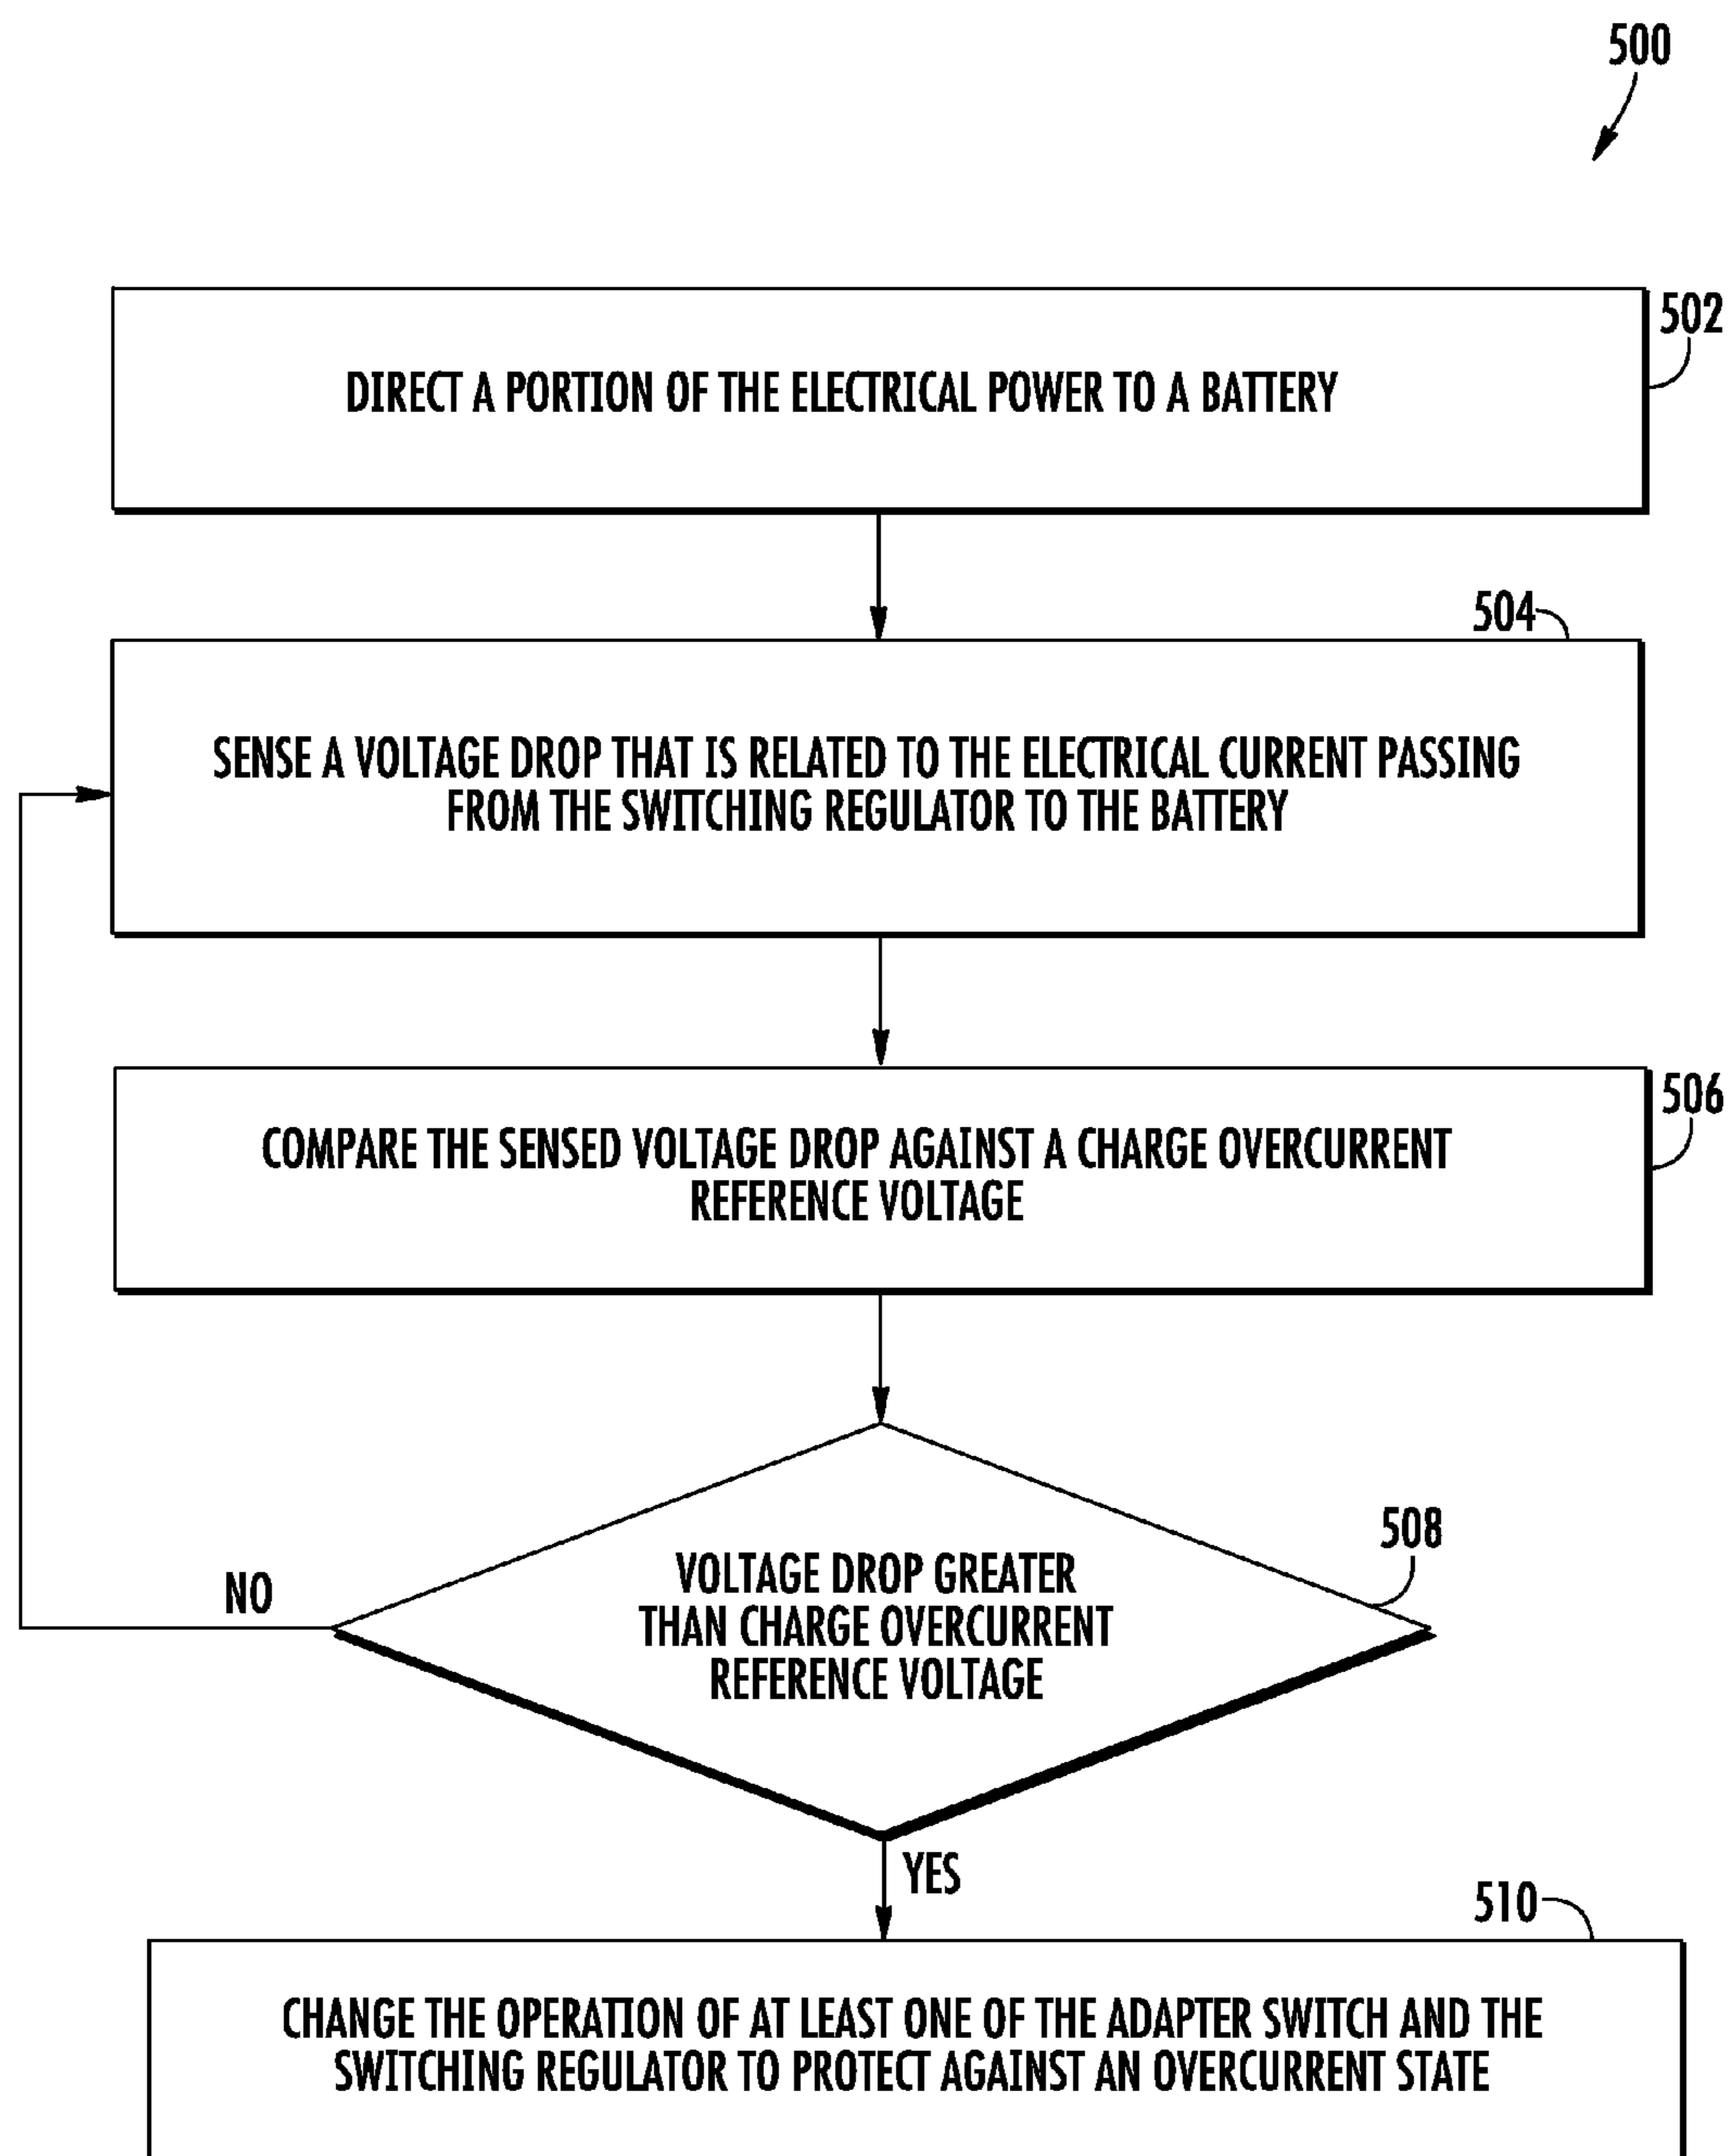 500
DIRECT A PORTION OF THE ELECTRICAL POWER TO A BATTERY
502
504
SENSE A VOLTAGE DROP THAT IS RELATED TO THE ELECTRICAL CURRENT PASSING
FROM THE SWITCHING REGULATOR TO THE BATTERY
506
COMPARE THE SENSED VOLTAGE DROP AGAINST A CHARGE OVERCURRENT
REFERENCE VOLTAGE
508
NO
VOLTAGE DROP GREATER
THAN CHARGE OVERCURRENT
REFERENCE VOLTAGE
YES
510
CHANGE THE OPERATION OF AT LEAST ONE OF THE ADAPTER SWITCH AND THE
SWITCHING REGULATOR TO PROTECT AGAINST AN OVERCURRENT STATE